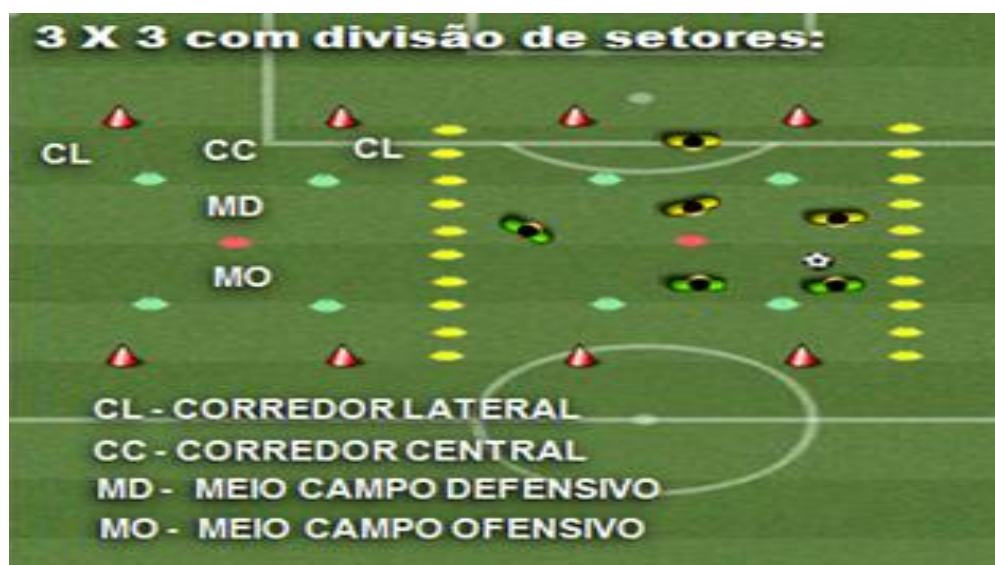 3 X 3 com divisão de setores:
CL CC CL
MD
MO
CL - CORREDOR LATERAL
CC - CORREDOR CENTRAL
MD - MEIO CAMPO DEFENSIVO
MO - MEIO CAMPO OFENSIVO